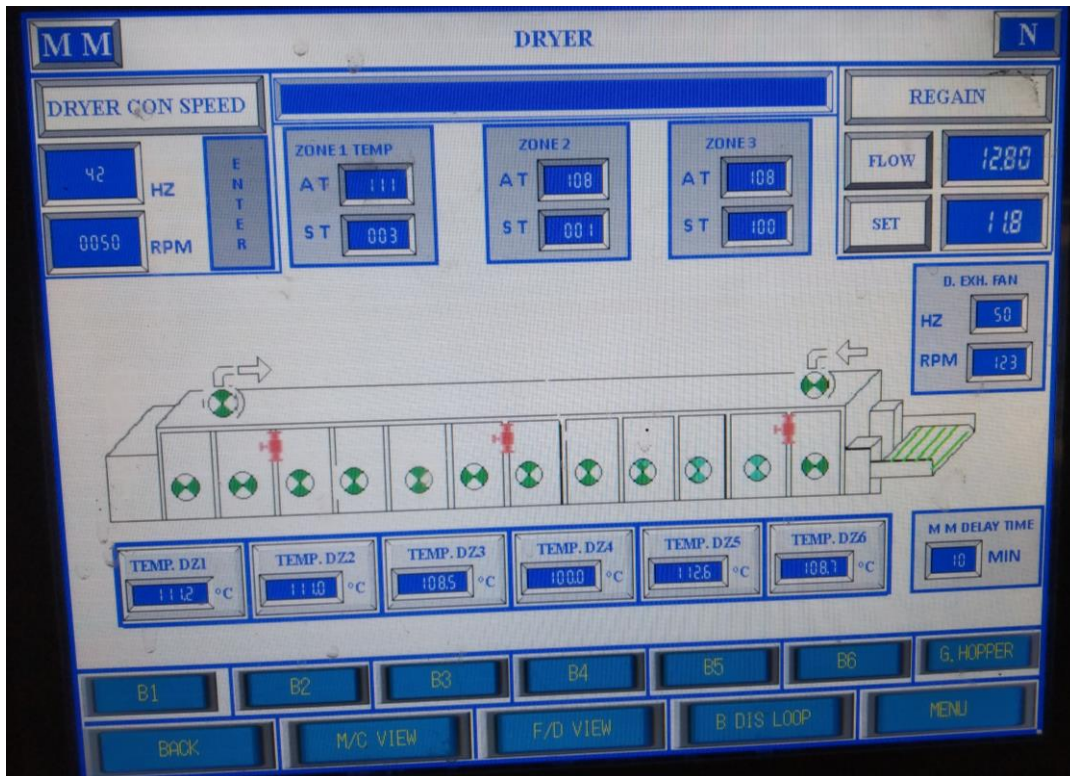 M M
DRYER
N
DRYER CON SPEED
42 HZ
0050 RPM
ENTER
ZONE 1 TEMP
AT 111
ST 003
ZONE 2
AT 108
ST 001
ZONE 3
AT 108
ST 100
REGAIN
FLOW 12.80
SET 11.8
D. EXH. FAN
HZ 50
RPM 123
TEMP. DZ1
111.2 °C
TEMP. DZ2
111.0 °C
TEMP. DZ3
108.5 °C
TEMP. DZ4
100.0 °C
TEMP. DZ5
112.6 °C
TEMP. DZ6
108.7 °C
M M DELAY TIME
10 MIN
B1
B2
B3
B4
B5
B6
G. HOPPER
BACK
M/C VIEW
F/D VIEW
B DIS LOOP
MENU